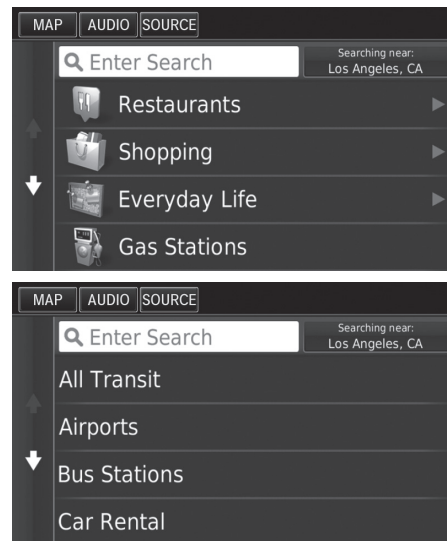 MAP AUDIO SOURCE
Enter Search
Searching near:
Los Angeles, CA
Restaurants
Shopping
Everyday Life
Gas Stations
MAP AUDIO SOURCE
Enter Search
Searching near:
Los Angeles, CA
All Transit
Airports
Bus Stations
Car Rental